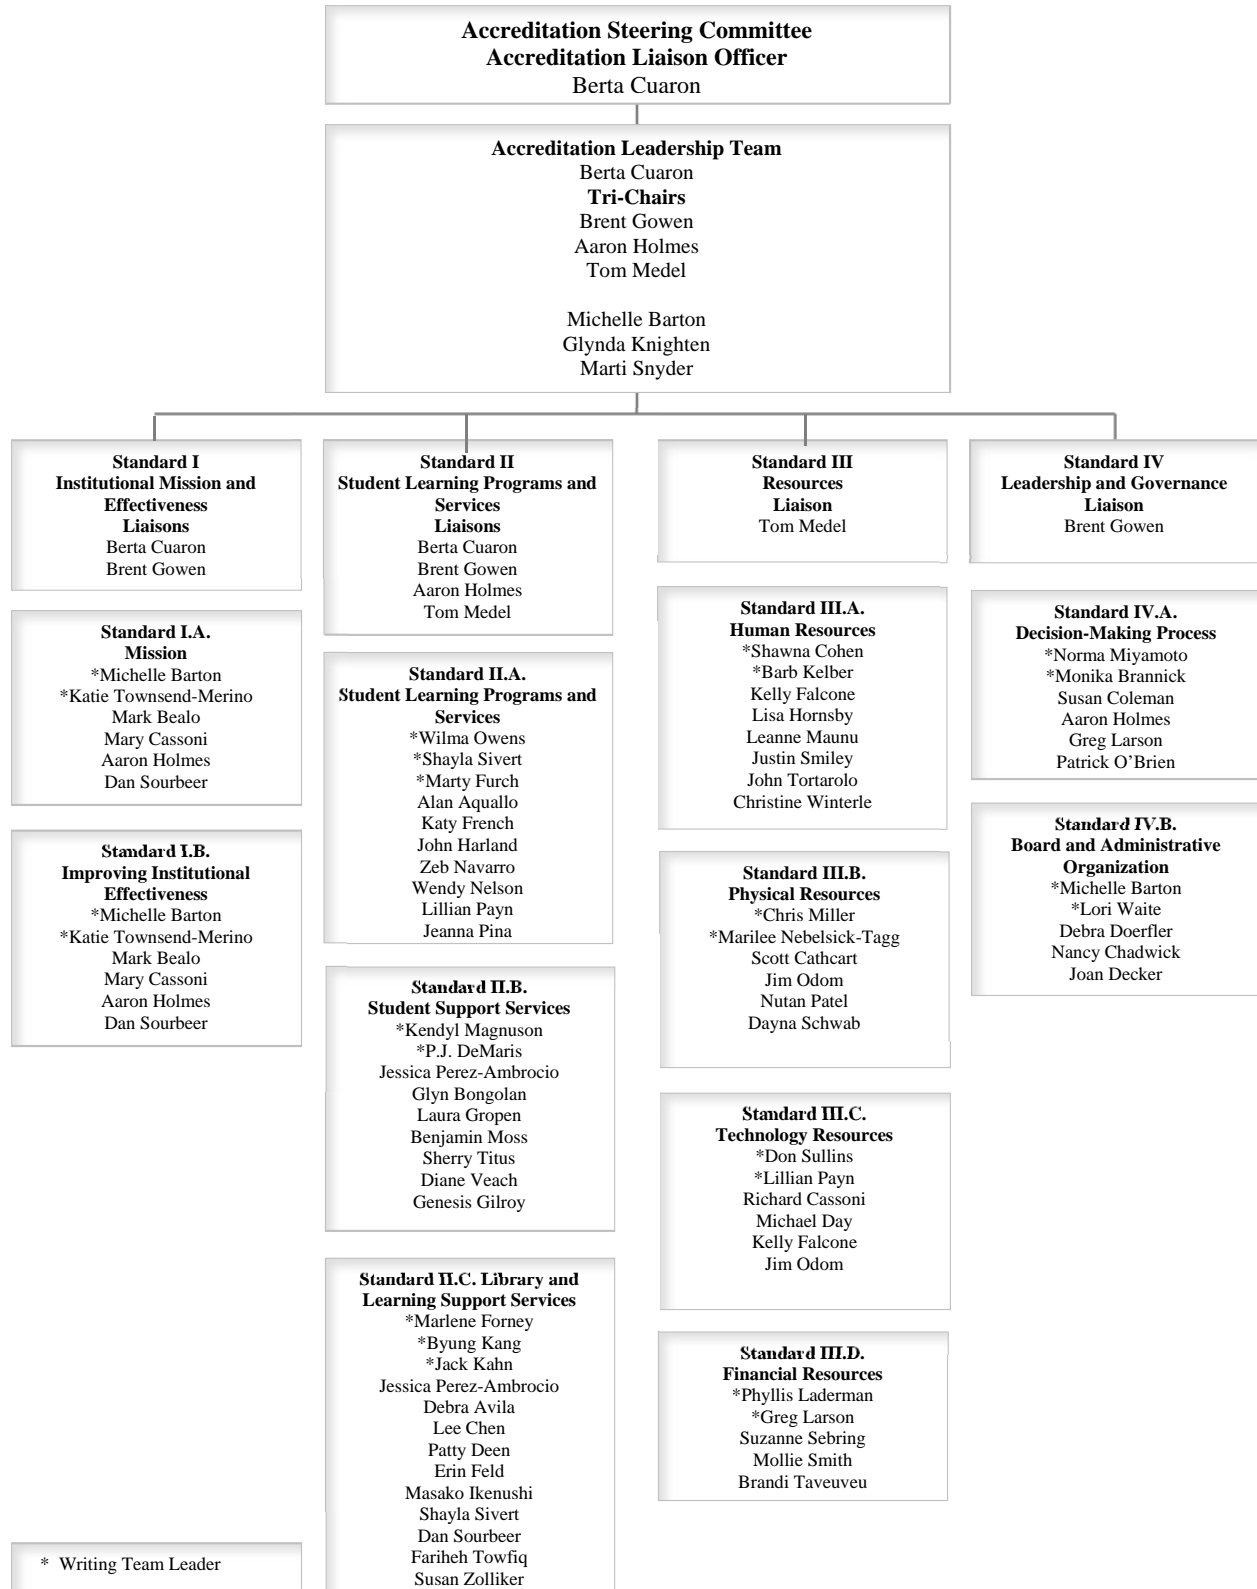 Accreditation Steering Committee
Accreditation Liaison Officer
Berta Cuaron
Accreditation Leadership Team
Berta Cuaron
Tri-Chairs
Brent Gowen
Aaron Holmes
Tom Medel
Michelle Barton
Glynda Knighten
Marti Snyder
Standard I
Institutional Mission and
Effectiveness
Liaisons
Berta Cuaron
Brent Gowen
Standard I.A.
Mission
*Michelle Barton
*Katie Townsend-Merino
Mark Bealo
Mary Cassoni
Aaron Holmes
Dan Sourbeer
Standard I.B.
Improving Institutional
Effectiveness
*Michelle Barton
*Katie Townsend-Merino
Mark Bealo
Mary Cassoni
Aaron Holmes
Dan Sourbeer
Standard II
Student Learning Programs and
Services
Liaisons
Berta Cuaron
Brent Gowen
Aaron Holmes
Tom Medel
Standard II.A.
Student Learning Programs and
Services
*Wilma Owens
*Shayla Sivert
*Marty Furch
Alan Aquallo
Katy French
John Harland
Zeb Navarro
Wendy Nelson
Lillian Payn
Jeanna Pina
Standard II.B.
Student Support Services
*Kendyl Magnuson
*P.J. DeMaris
Jessica Perez-Ambrocio
Glyn Bongolan
Laura Gropen
Benjamin Moss
Sherry Titus
Diane Veach
Genesis Gilroy
Standard II.C. Library and
Learning Support Services
*Marlene Forney
*Byung Kang
*Jack Kahn
Jessica Perez-Ambrocio
Debra Avila
Lee Chen
Patty Deen
Erin Feld
Masako Ikenushi
Shayla Sivert
Dan Sourbeer
Fariheh Towfiq
Susan Zolliker
Standard III
Resources
Liaison
Tom Medel
Standard III.A.
Human Resources
*Shawna Cohen
*Barb Kelber
Kelly Falcone
Lisa Hornsby
Leanne Maunu
Justin Smiley
John Tortarolo
Christine Winterle
Standard III.B.
Physical Resources
*Chris Miller
*Marilee Nebelsick-Tagg
Scott Cathcart
Jim Odom
Nutan Patel
Dayna Schwab
Standard III.C.
Technology Resources
*Don Sullins
*Lillian Payn
Richard Cassoni
Michael Day
Kelly Falcone
Jim Odom
Standard III.D.
Financial Resources
*Phyllis Laderman
*Greg Larson
Suzanne Sebring
Mollie Smith
Brandi Taveuveu
Standard IV
Leadership and Governance
Liaison
Brent Gowen
Standard IV.A.
Decision-Making Process
*Norma Miyamoto
*Monika Brannick
Susan Coleman
Aaron Holmes
Greg Larson
Patrick O’Brien
Standard IV.B.
Board and Administrative
Organization
*Michelle Barton
*Lori Waite
Debra Doerfler
Nancy Chadwick
Joan Decker
* Writing Team Leader